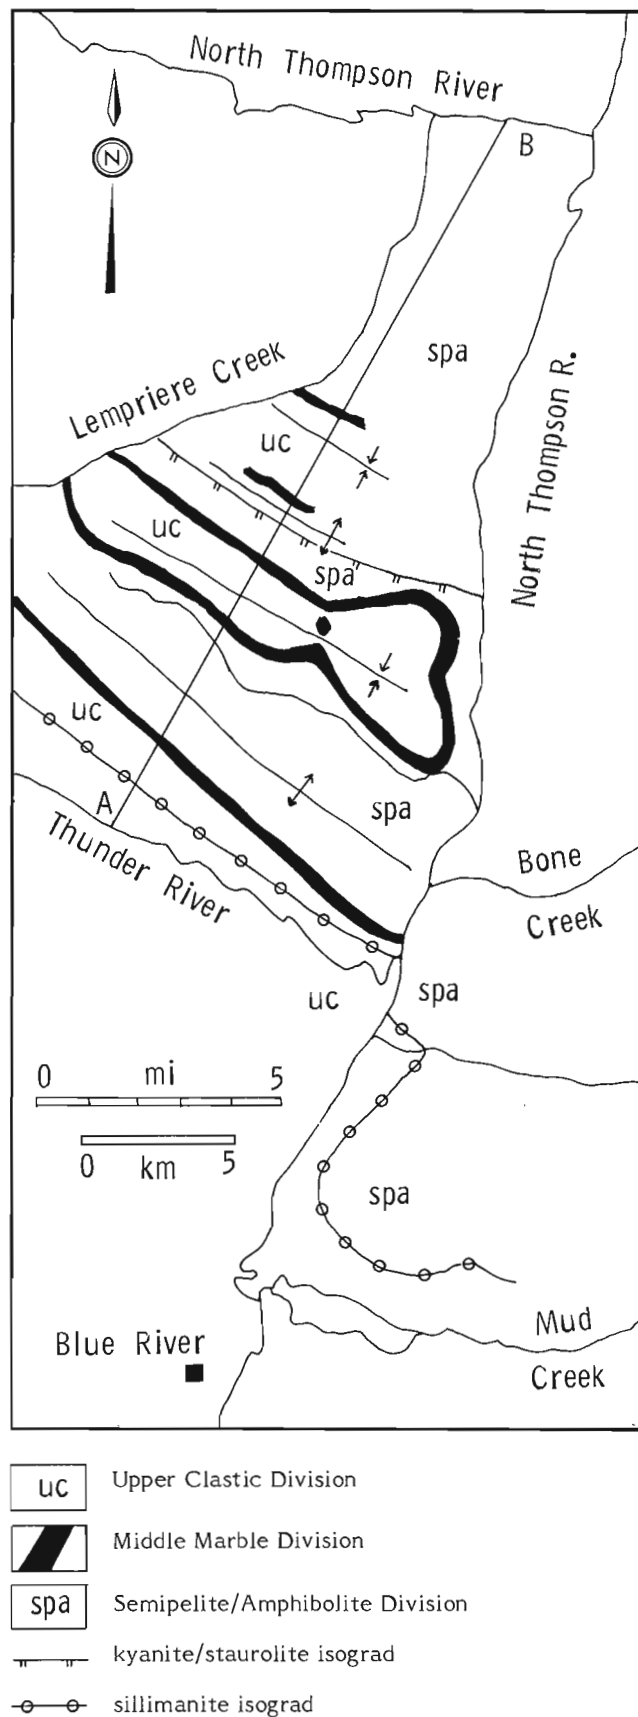 North Thompson River
N
B
spa
Lempriere Creek
North Thompson R.
uc
uc
spa
uc
A
spa
Thunder River
Bone
Creek
uc
spa
0 mi 5
0 km 5
spa
Blue River
Mud
Creek
uc Upper Clastic Division
Middle Marble Division
spa Semipelite/Amphibolite Division
kyanite/staurolite isograd
sillimanite isograd